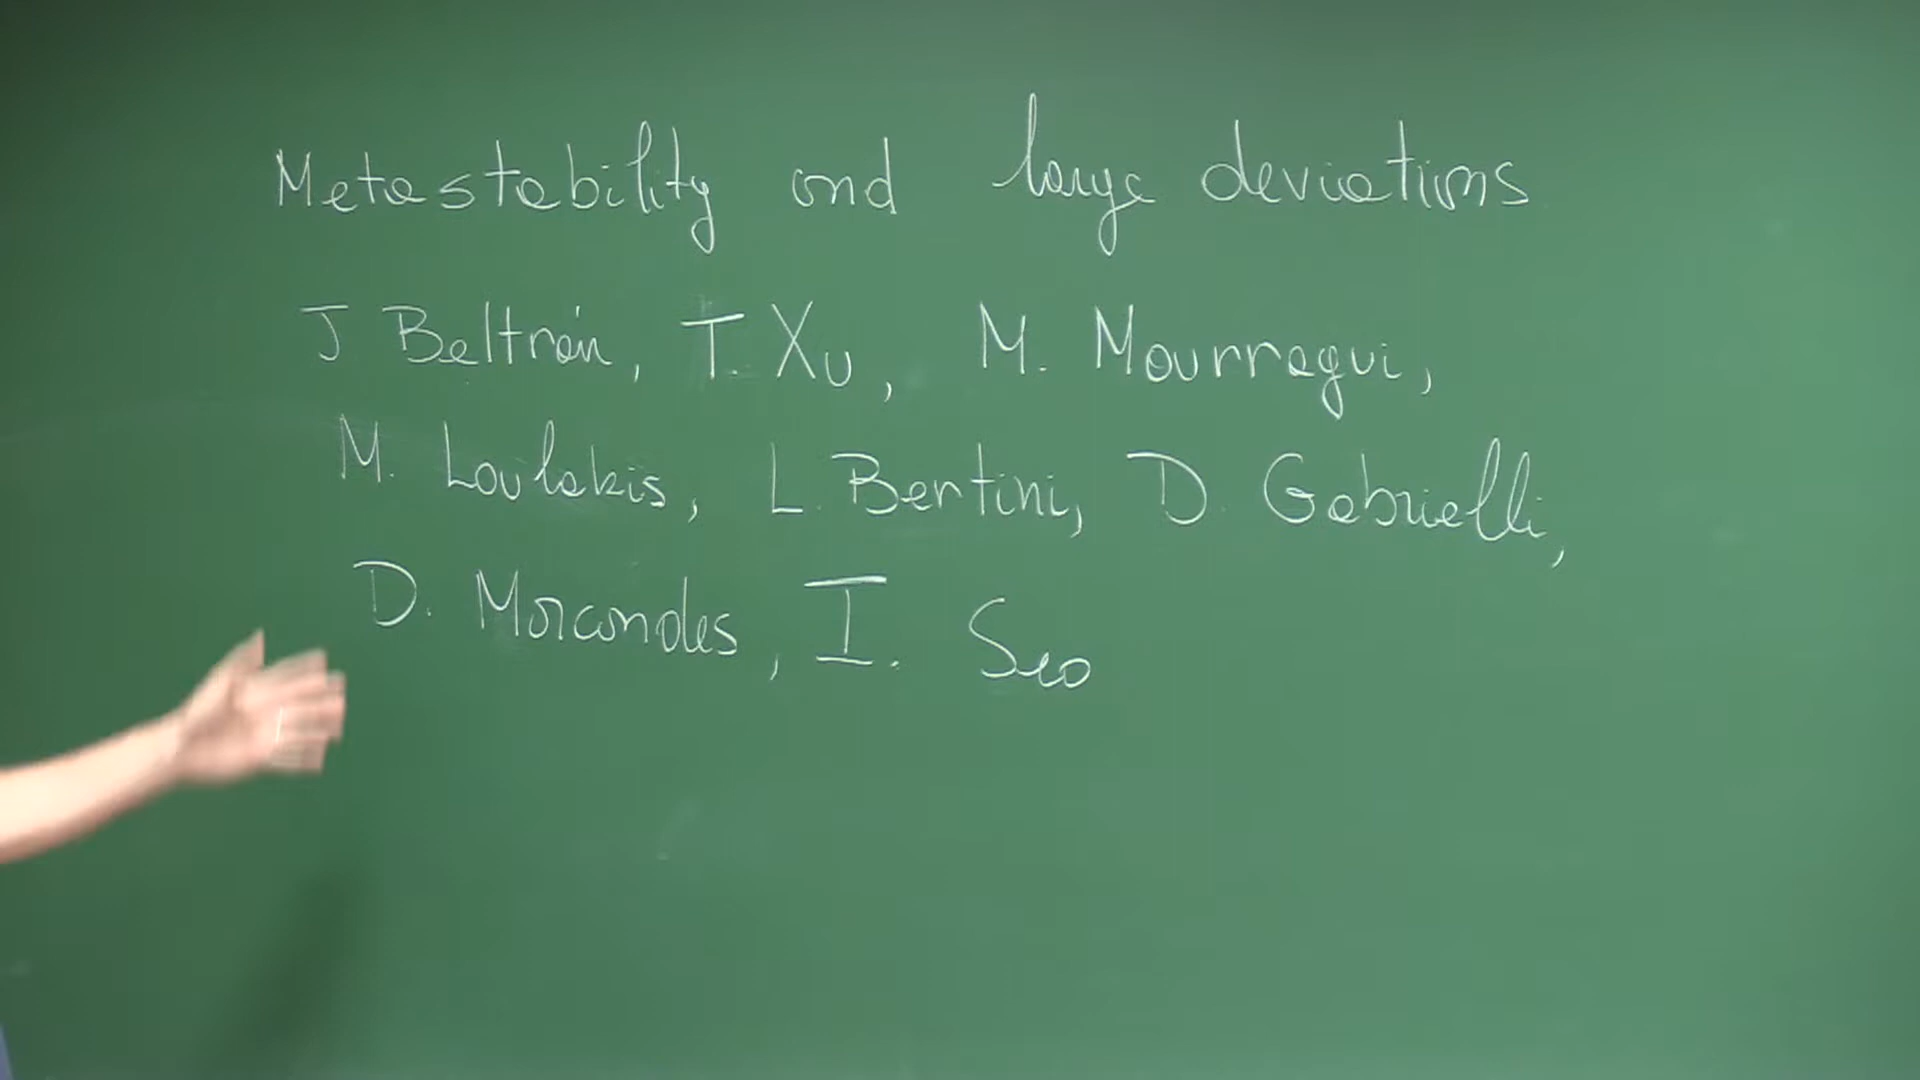 Metastability and large deviations
J Beltrán, T. Xu, M. Mourragui,
M. Loulakis, L. Bertini, D. Gabrielli,
D. Marcondes, I. Seo